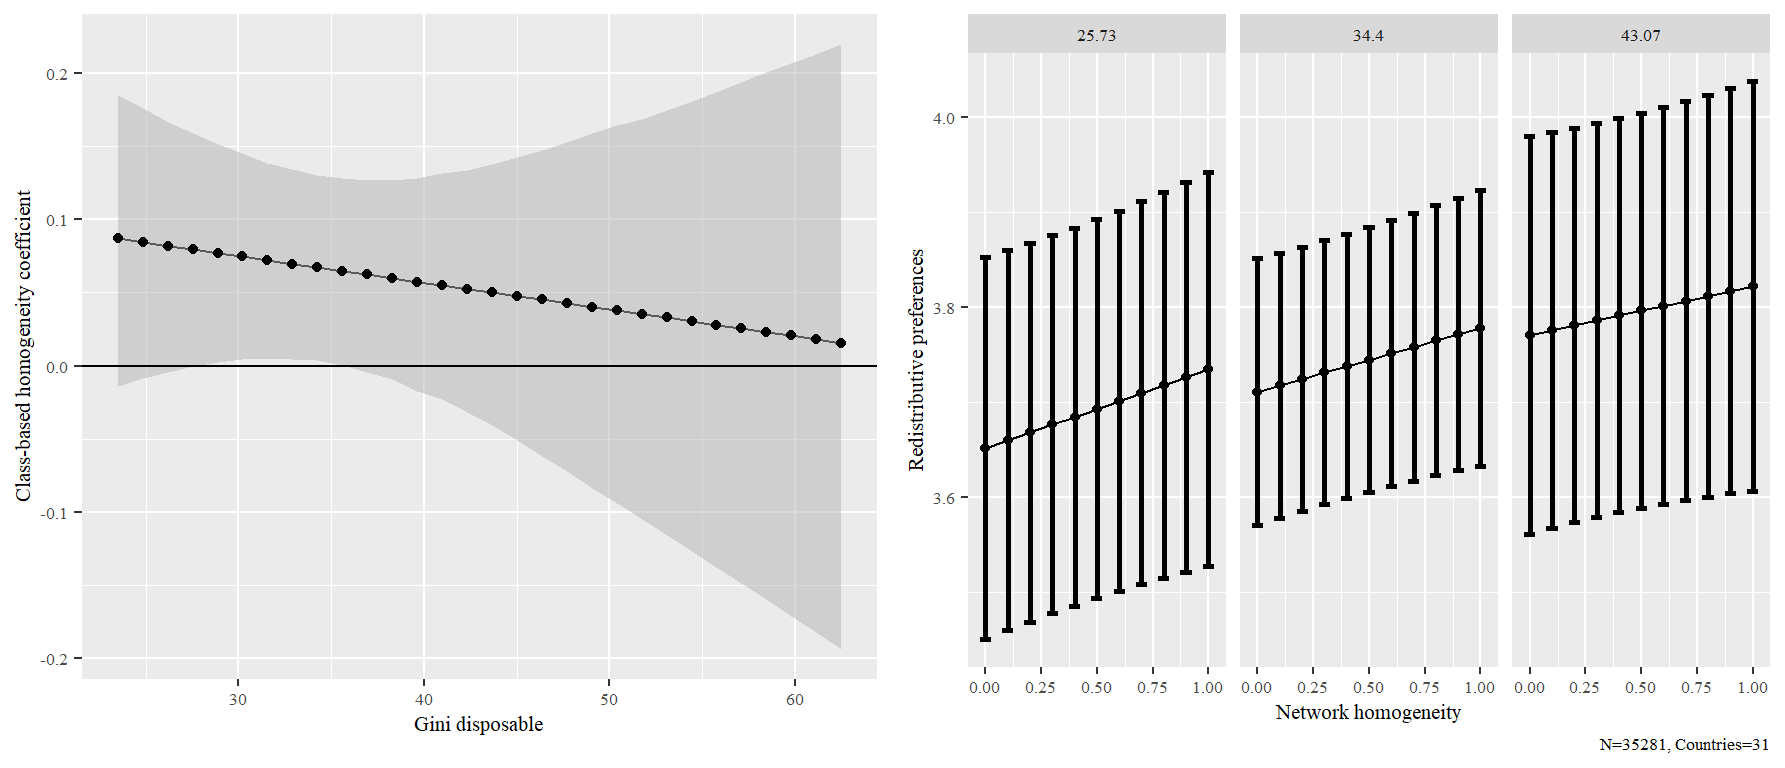 Class-based homogeneity coefficient
0.2
0.1
0.0
-0.1
-0.2
30 40 50 60
Gini disposable
25.73 34.4 43.07
Redistributive preferences
4.0
3.8
3.6
0.00 0.25 0.50 0.75 1.00 0.00 0.25 0.50 0.75 1.00 0.00 0.25 0.50 0.75 1.00
Network homogeneity
N=35281, Countries=31